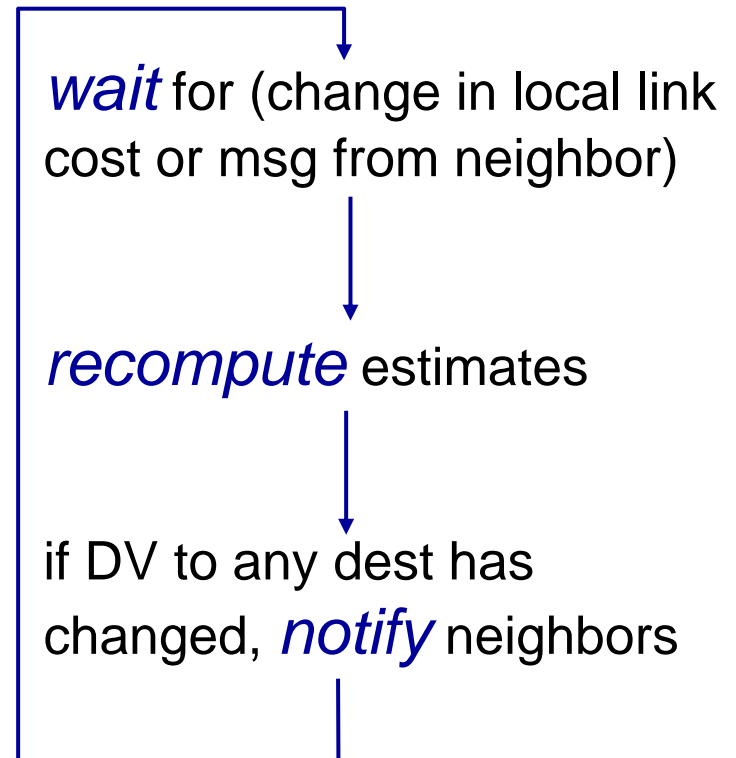 wait for (change in local link
cost or msg from neighbor)
recompute estimates
if DV to any dest has
changed, notify neighbors